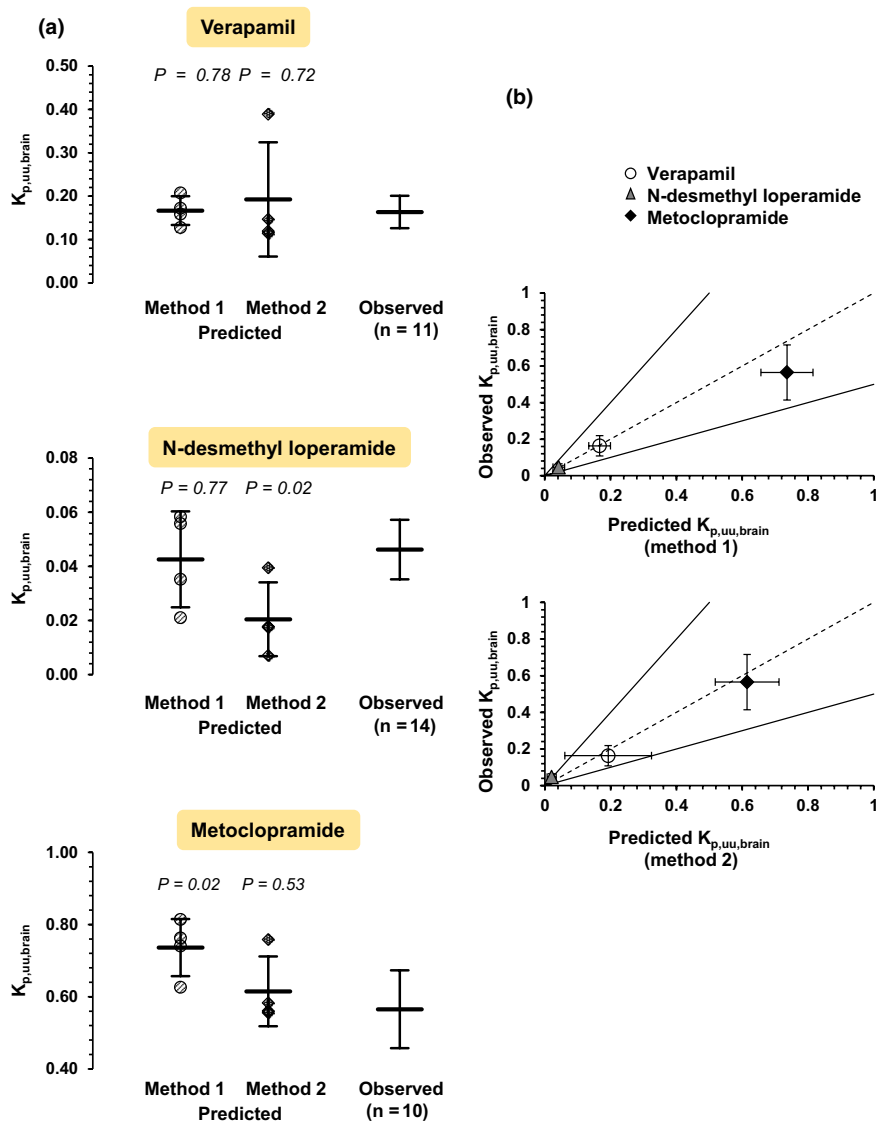 (a)
Verapamil
P = 0.78 P = 0.72
0.50
0.40
0.30
0.20
0.10
0.00
Kp,uu,brain
Method 1 Method 2 Observed
Predicted (n = 11)
N-desmethyl loperamide
P = 0.77 P = 0.02
0.08
0.06
0.04
0.02
0.00
Kp,uu,brain
Method 1 Method 2 Observed
Predicted (n = 14)
Metoclopramide
P = 0.02 P = 0.53
1.00
0.80
0.60
0.40
Kp,uu,brain
Method 1 Method 2 Observed
Predicted (n = 10)
(b)
Verapamil
N-desmethyl loperamide
Metoclopramide
1
0.8
0.6
0.4
0.2
0
Observed Kp,uu,brain
0 0.2 0.4 0.6 0.8 1
Predicted Kp,uu,brain
(method 1)
1
0.8
0.6
0.4
0.2
0
Observed Kp,uu,brain
0 0.2 0.4 0.6 0.8 1
Predicted Kp,uu,brain
(method 2)